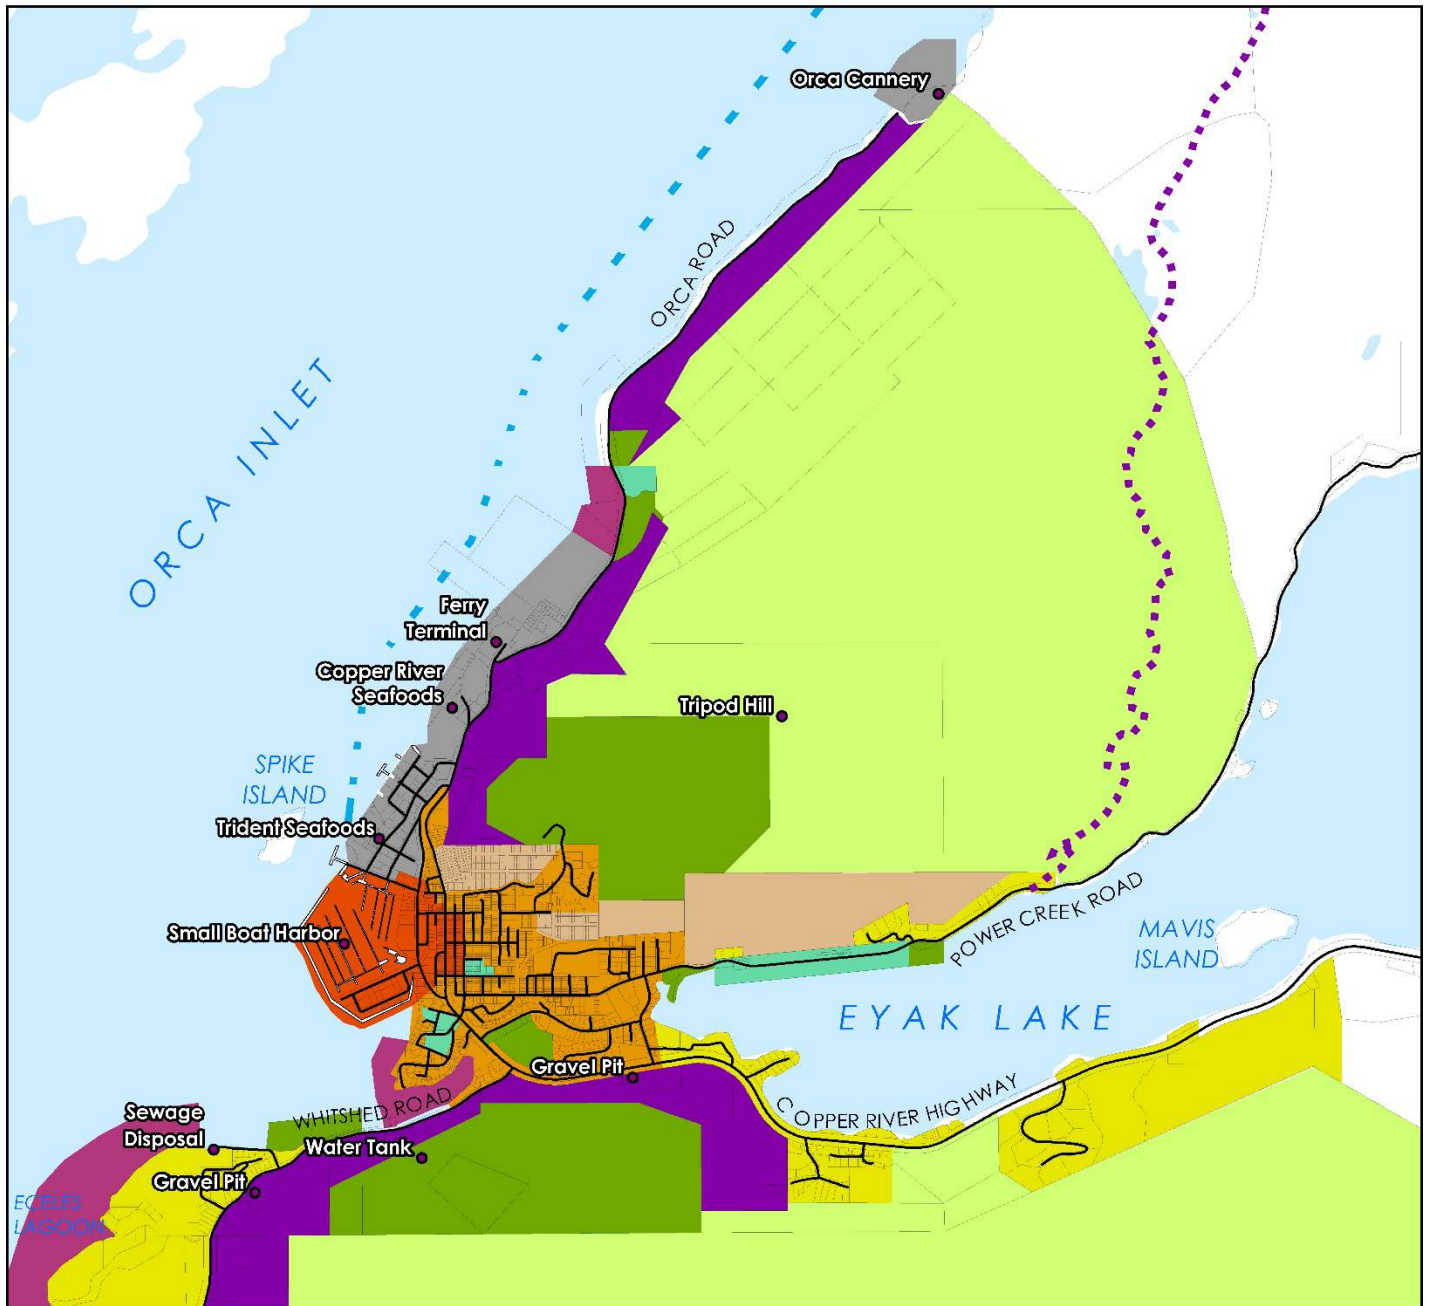 Orca Cannery
ORCA ROAD
ORCA INLET
Ferry
Terminal
Copper River
Seafoods
Tripod Hill
SPIKE
ISLAND
Trident Seafoods
Small Boat Harbor
POWER CREEK ROAD
MAVIS
ISLAND
EYAK LAKE
Gravel Pit
COPPER RIVER HIGHWAY
WHITSHED ROAD
Sewage
Disposal
Water Tank
Gravel Pit
ECELES
LAGOON